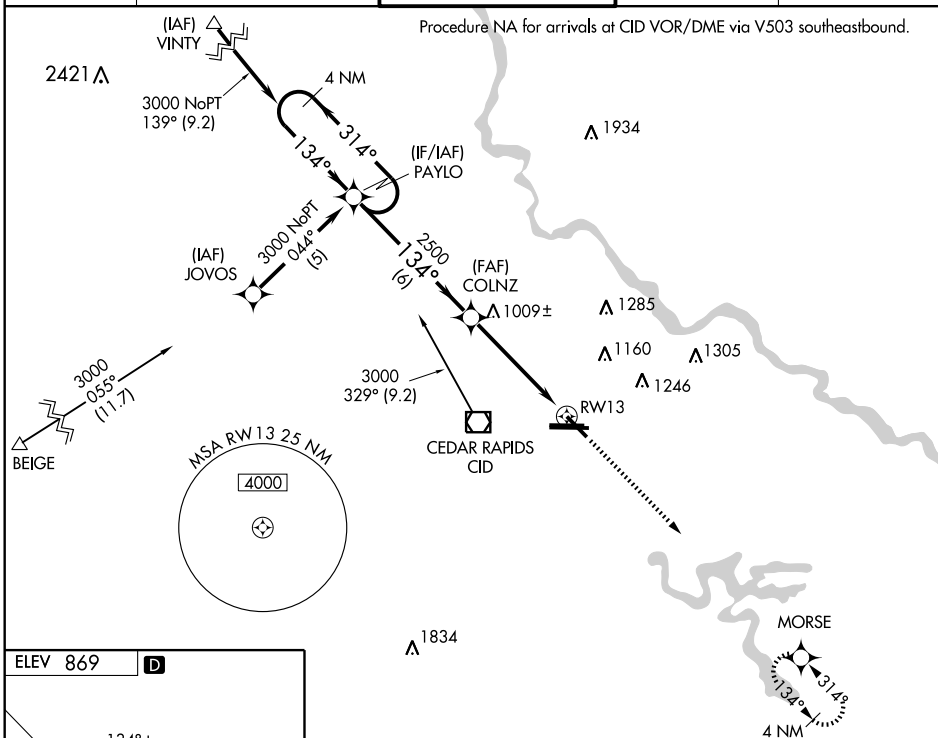 Procedure NA for arrivals at CID VOR/DME via V503 southeastbound.
(IAF)
VINTY
2421
4 NM
3000 NoPT
139° (9.2)
1934
314°
134°
(IF/IAF)
PAYLO
3000 NoPT
044°
(5)
(IAF)
JOVOS
2500
134°
(6)
(FAF)
COLNZ
1009±
1285
1160
1305
1246
3000
055°
(11.7)
BEIGE
3000
329° (9.2)
RW13
CEDAR RAPIDS
CID
MSA RW13 25 NM
4000
1834
MORSE
134°
314°
4 NM
ELEV 869
D